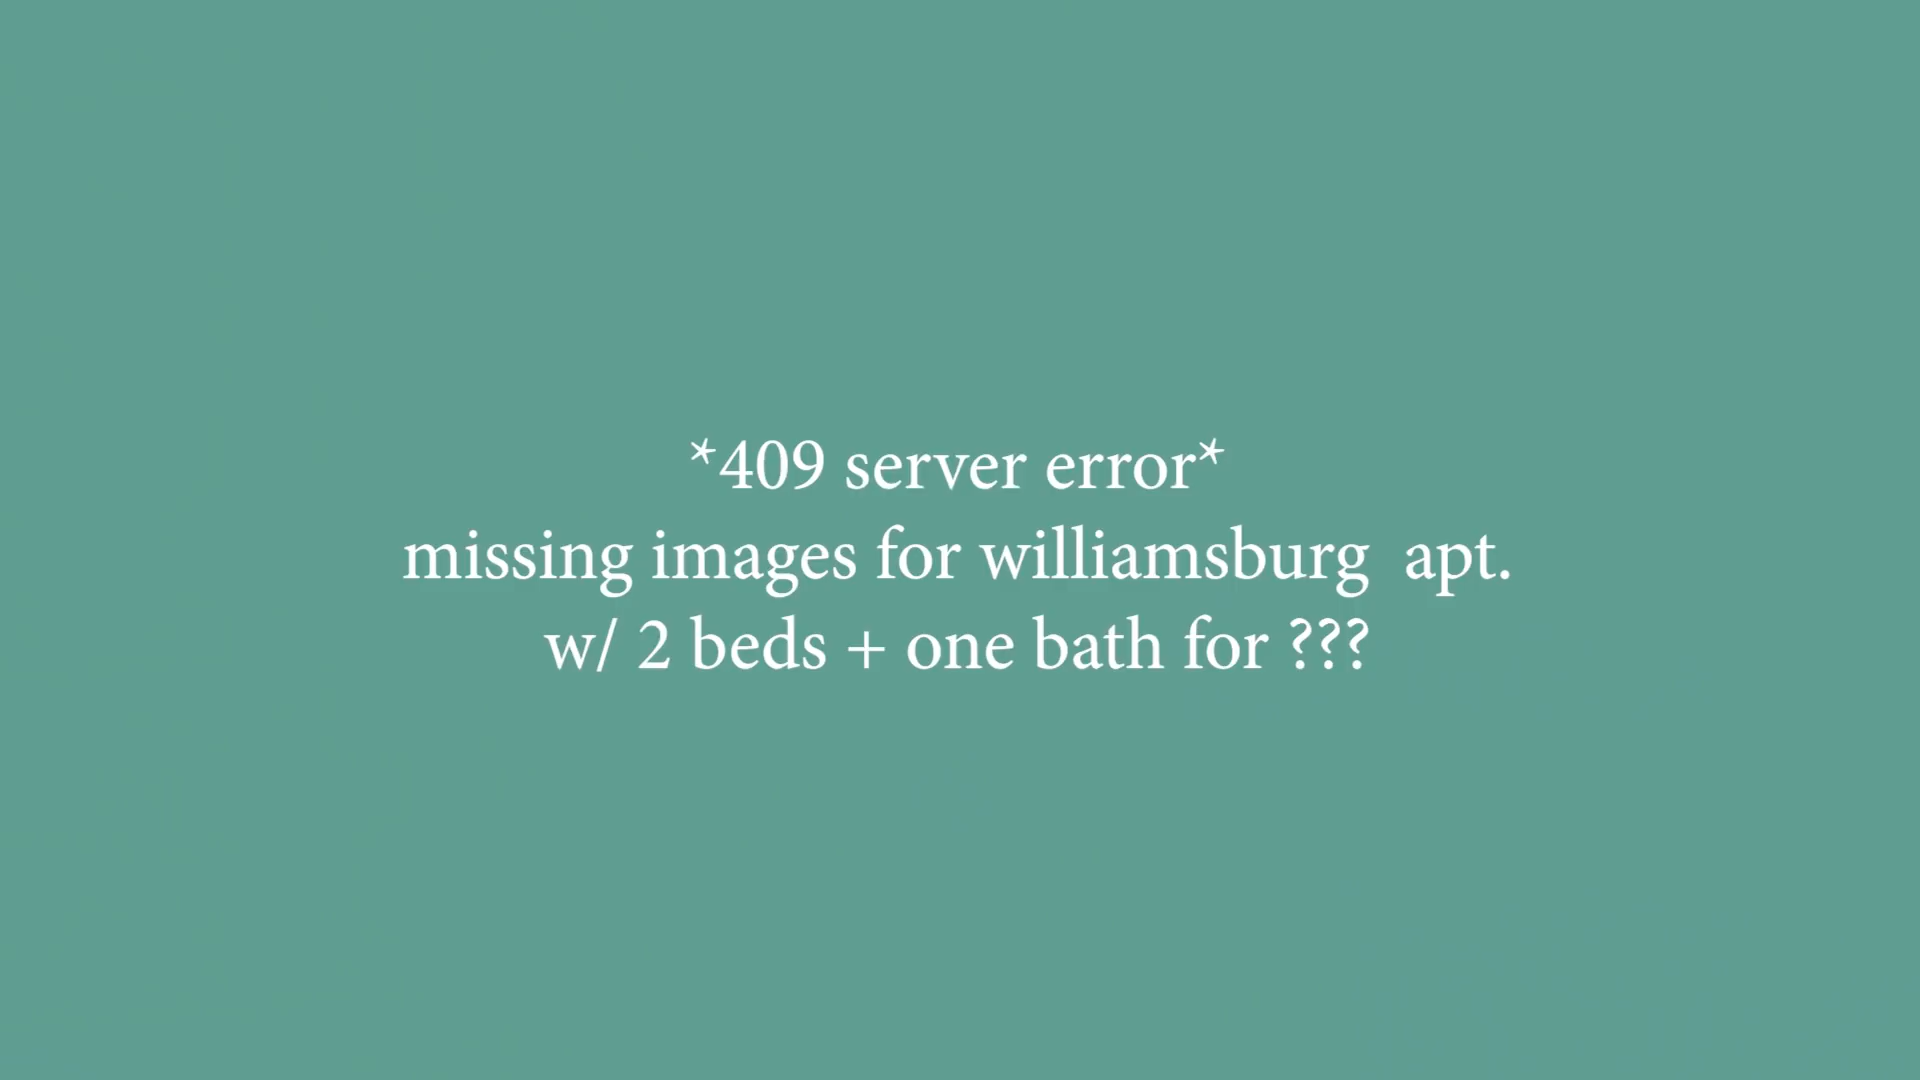 *409 server error*
missing images for williamsburg  apt.
w/ 2 beds + one bath for ???